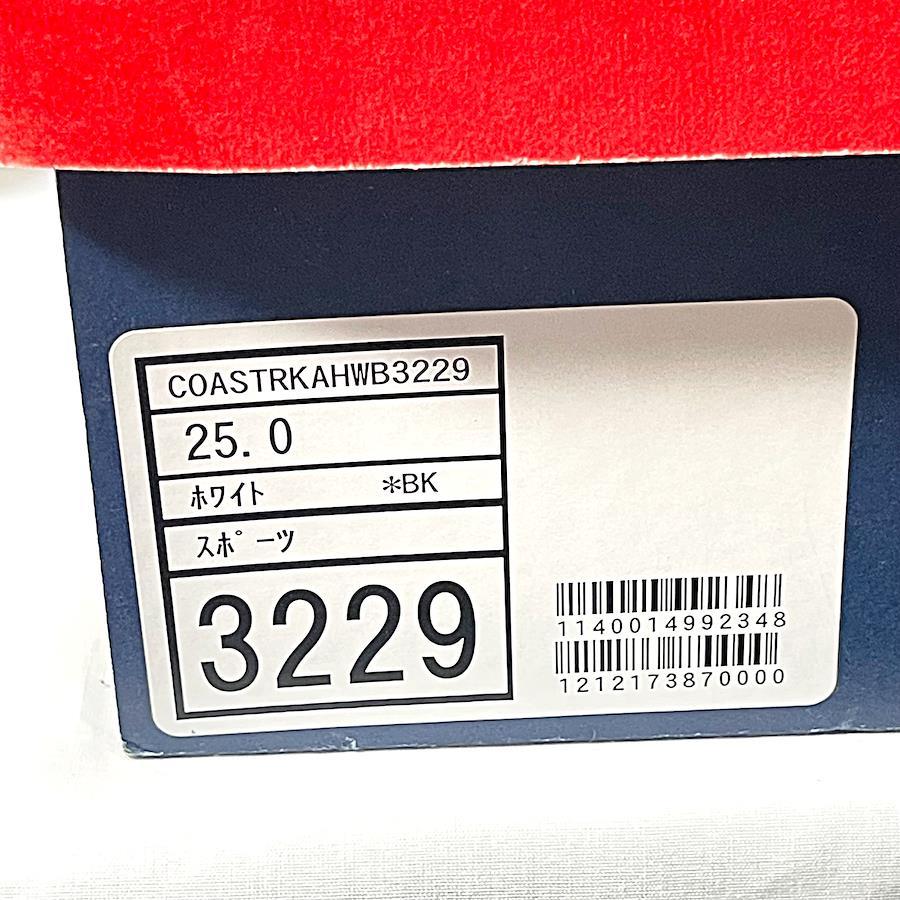 COASTRKAHWB3229
25.0
ﾎﾜｲﾄ *BK
ｽﾎﾟｰﾂ
3229
1140014992348
1212173870000